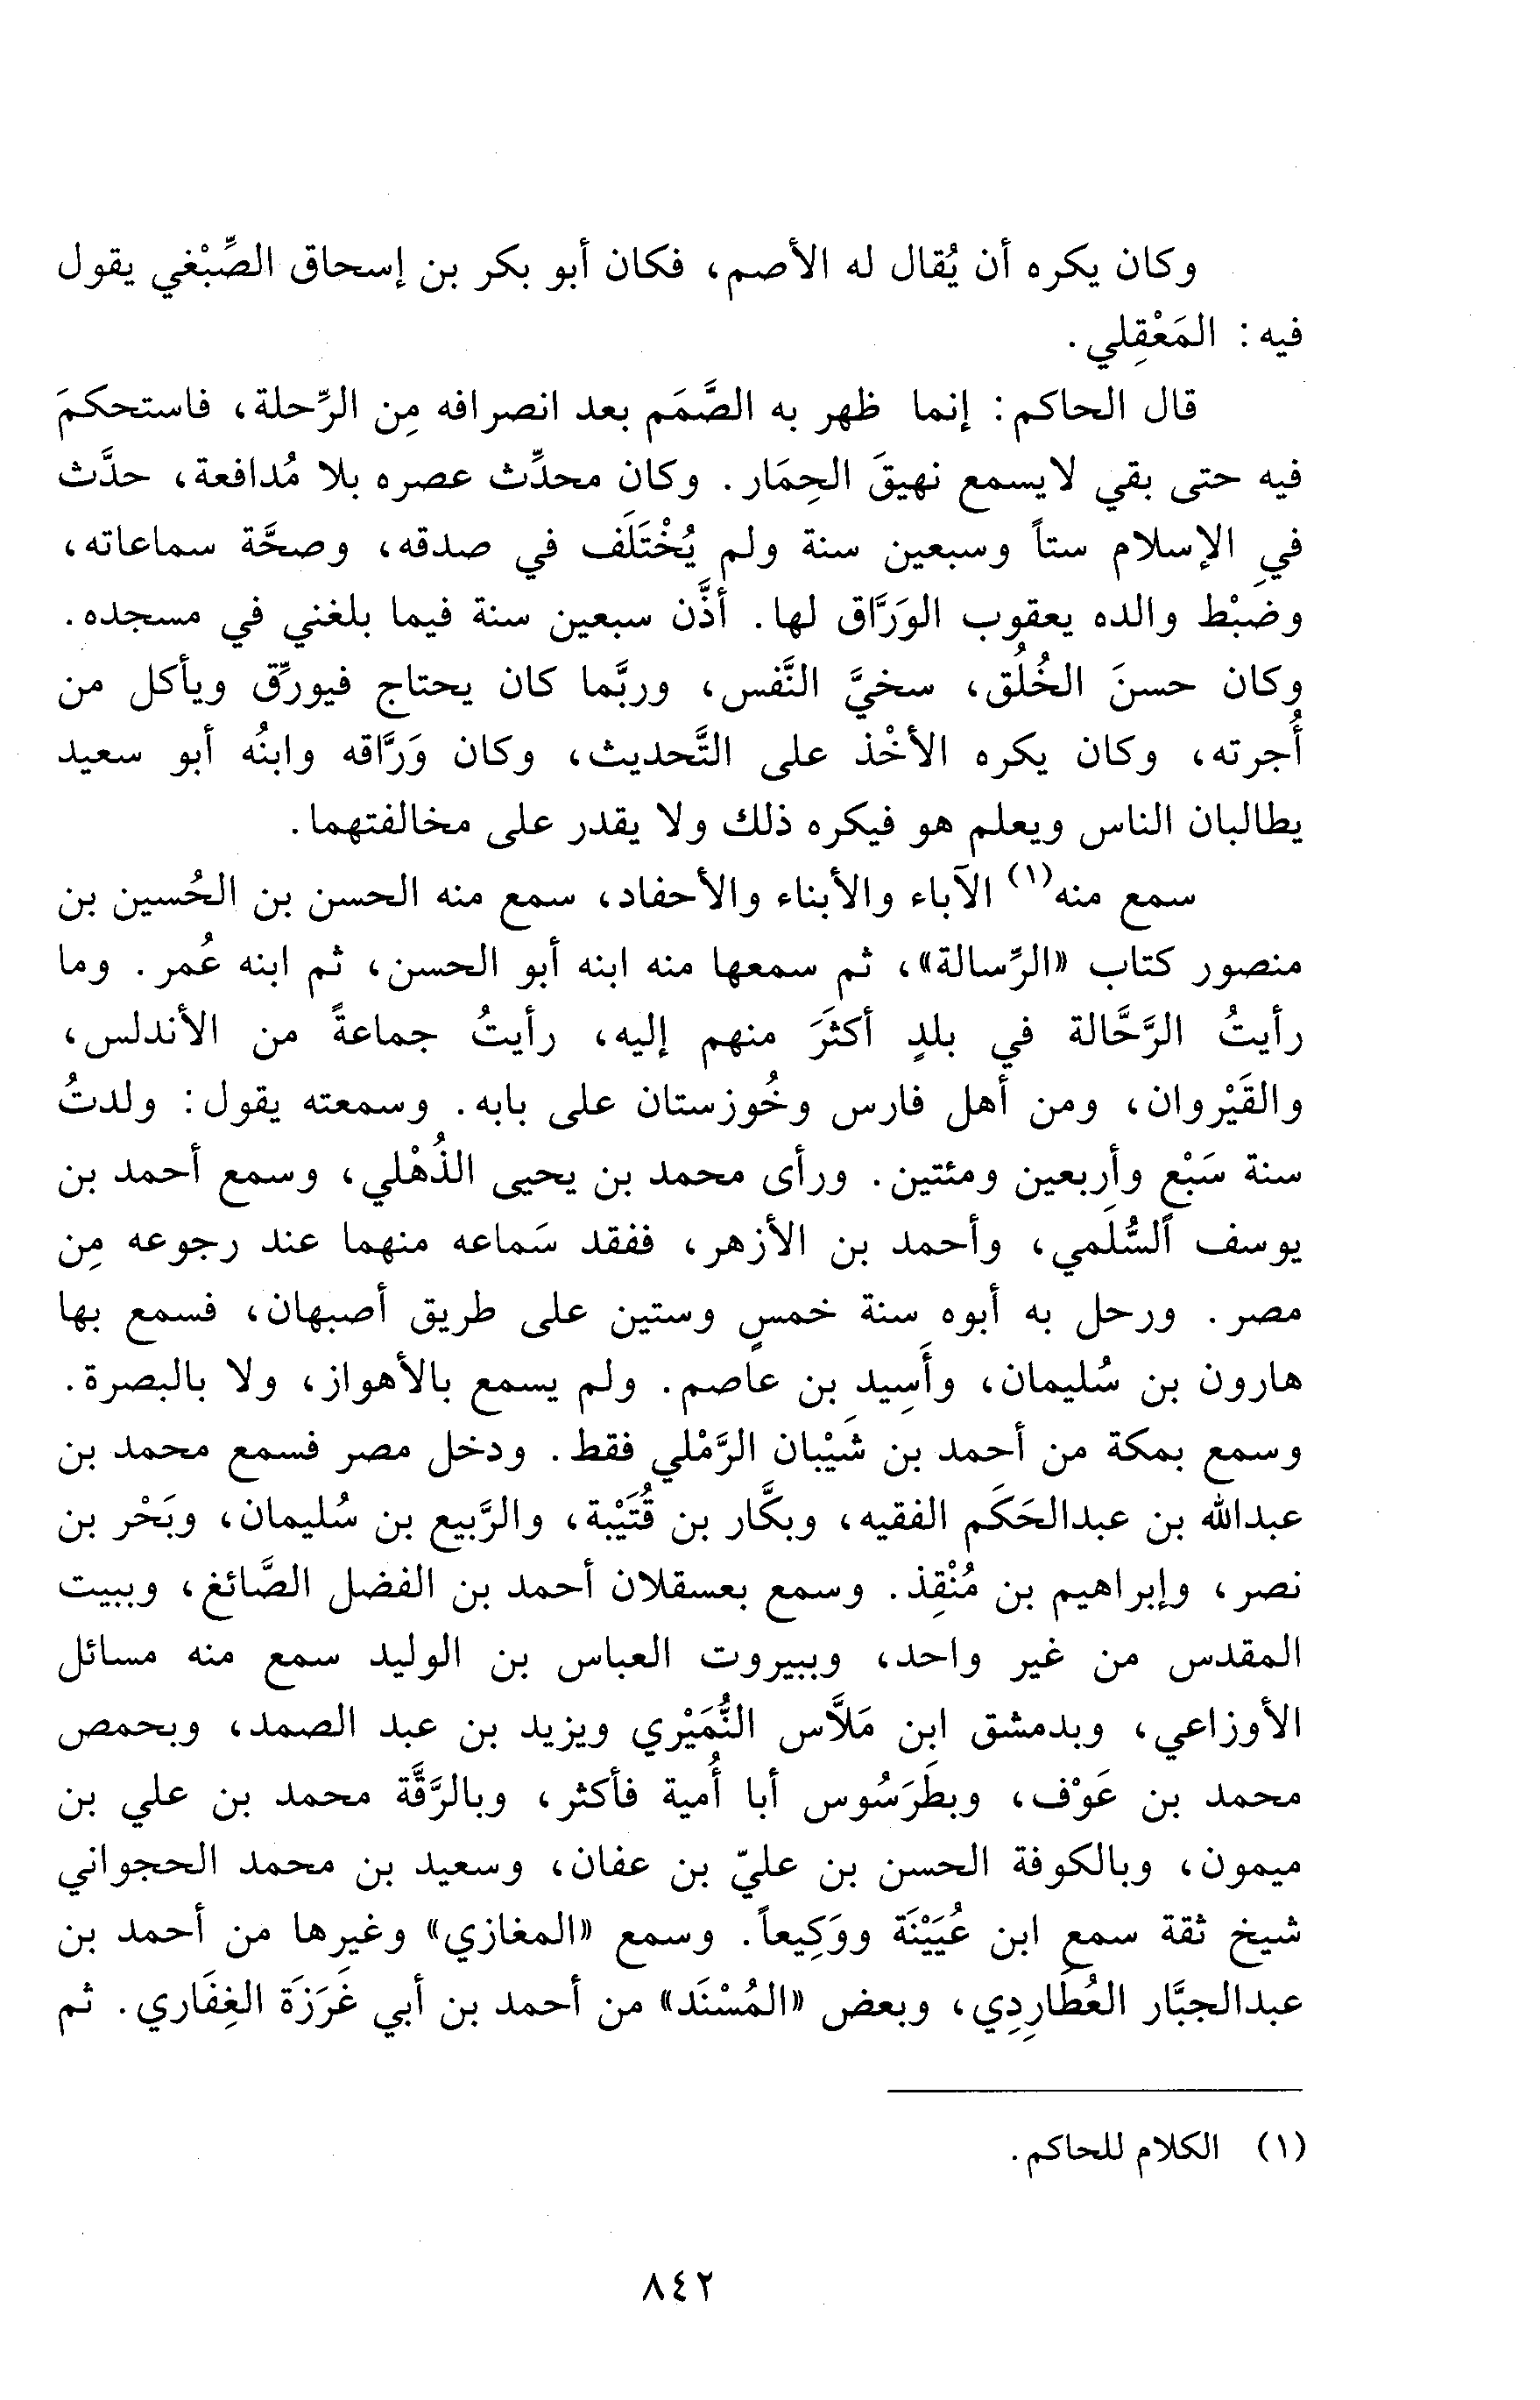 وكان يكره أن يُقال له الأصم، فكان أبو بكر بن إسحاق الصِّبْغي يقول
فيه: المَعْقِلي.
قال الحاكم: إنما ظهر به الصَّمَم بعد انصرافه مِن الرِّحلة، فاستحكمَ
فيه حتى بقي لايسمع نهيقَ الحِمَار. وكان محدِّث عصره بلا مُدافعة، حدَّث
في الإسلام ستاً وسبعين سنة ولم يُخْتَلَف في صدقه، وصحَّة سماعاته،
وضَبْط والده يعقوب الوَرَّاق لها. أذَّن سبعين سنة فيما بلغني في مسجده.
وكان حسنَ الخُلُق، سخيَّ النَّفس، وربَّما كان يحتاج فيورِّق ويأكل من
أُجرته، وكان يكره الأخْذ على التَّحديث، وكان وَرَّاقه وابنُه أبو سعيد
يطالبان الناس ويعلم هو فيكره ذلك ولا يقدر على مخالفتهما.
سمع منه(١) الآباء والأبناء والأحفاد، سمع منه الحسن بن الحُسين بن
منصور كتاب «الرِّسالة»، ثم سمعها منه ابنه أبو الحسن، ثم ابنه عُمر. وما
رأيتُ الرَّحَّالة في بلدٍ أكثَرَ منهم إليه، رأيتُ جماعةً من الأندلس،
والقَيْروان، ومن أهل فارس وخُوزستان على بابه. وسمعته يقول: ولدتُ
سنة سَبْع وأربعين ومئتين. ورأى محمد بن يحيى الذُهْلي، وسمع أحمد بن
يوسف السُّلَمي، وأحمد بن الأزهر، ففقد سَماعه منهما عند رجوعه مِن
مصر. ورحل به أبوه سنة خمسٍ وستين على طريق أصبهان، فسمع بها
هارون بن سُليمان، وأَسِيد بن عاصم. ولم يسمع بالأهواز، ولا بالبصرة.
وسمع بمكة من أحمد بن شَيْبان الرَّمْلي فقط. ودخل مصر فسمع محمد بن
عبدالله بن عبدالحَكَم الفقيه، وبكَّار بن قُتَيْبة، والرَّبيع بن سُليمان، وبَحْر بن
نصر، وإبراهيم بن مُنْقِذ. وسمع بعسقلان أحمد بن الفضل الصَّائغ، وببيت
المقدس من غير واحد، وببيروت العباس بن الوليد سمع منه مسائل
الأوزاعي، وبدمشق ابن مَلاَّس النُّمَيْري ويزيد بن عبد الصمد، وبحمص
محمد بن عَوْف، وبطَرَسُوس أبا أُمية فأكثر، وبالرَّقَّة محمد بن علي بن
ميمون، وبالكوفة الحسن بن عليّ بن عفان، وسعيد بن محمد الحجواني
شيخ ثقة سمع ابن عُيَيْنَة ووَكِيعاً. وسمع «المغازي» وغيرها من أحمد بن
عبدالجبَّار العُطَارِدِي، وبعض «المُسْنَد» من أحمد بن أبي غَرَزَة الغِفَاري. ثم
(١) الكلام للحاكم.
٨٤٢